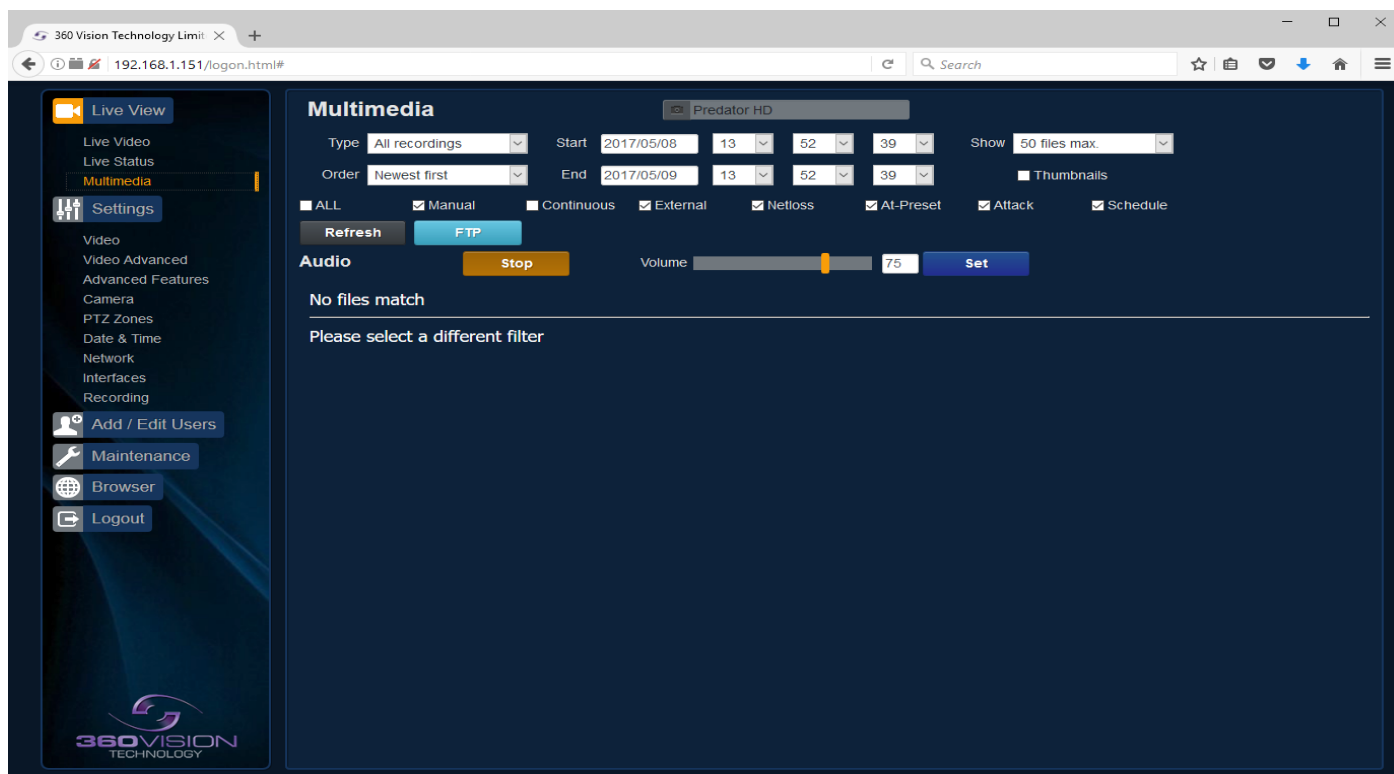 360 Vision Technology Limit
192.168.1.151/logon.html#
Search
Live View
Live Video
Live Status
Multimedia
Settings
Video
Video Advanced
Advanced Features
Camera
PTZ Zones
Date & Time
Network
Interfaces
Recording
Add / Edit Users
Maintenance
Browser
Logout
360VISION
TECHNOLOGY
Multimedia
Predator HD
Type All recordings Start 2017/05/08 13 52 39 Show 50 files max.
Order Newest first End 2017/05/09 13 52 39 Thumbnails
ALL Manual Continuous External Netloss At-Preset Attack Schedule
Refresh FTP
Audio Stop Volume 75 Set
No files match
Please select a different filter